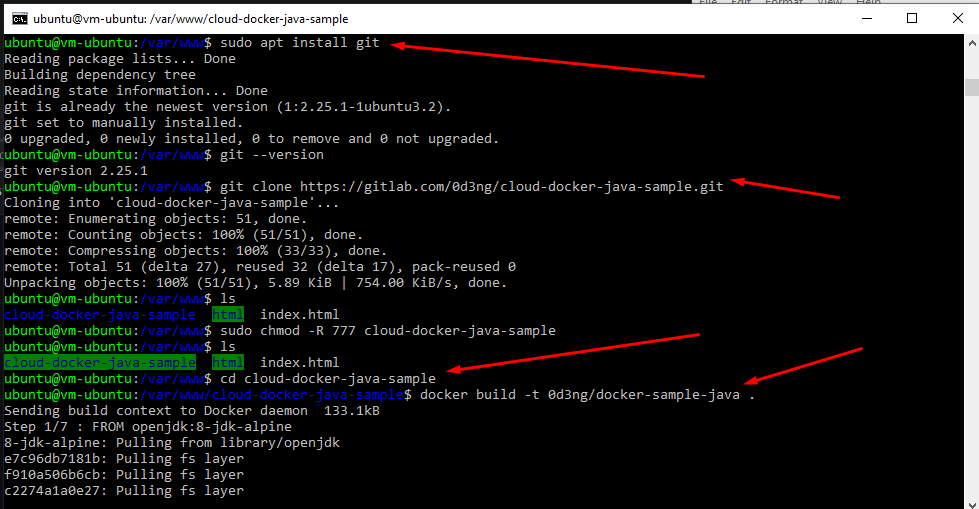 File Edit Format View Help
ubuntu@vm-ubuntu: /var/www/cloud-docker-java-sample
ubuntu@vm-ubuntu:/var/www$ sudo apt install git
Reading package lists... Done
Building dependency tree
Reading state information... Done
git is already the newest version (1:2.25.1-1ubuntu3.2).
git set to manually installed.
0 upgraded, 0 newly installed, 0 to remove and 0 not upgraded.
ubuntu@vm-ubuntu:/var/www$ git --version
git version 2.25.1
ubuntu@vm-ubuntu:/var/www$ git clone https://gitlab.com/0d3ng/cloud-docker-java-sample.git
Cloning into 'cloud-docker-java-sample'...
remote: Enumerating objects: 51, done.
remote: Counting objects: 100% (51/51), done.
remote: Compressing objects: 100% (33/33), done.
remote: Total 51 (delta 27), reused 32 (delta 17), pack-reused 0
Unpacking objects: 100% (51/51), 5.89 KiB | 754.00 KiB/s, done.
ubuntu@vm-ubuntu:/var/www$ ls
cloud-docker-java-sample html index.html
ubuntu@vm-ubuntu:/var/www$ sudo chmod -R 777 cloud-docker-java-sample
ubuntu@vm-ubuntu:/var/www$ ls
cloud-docker-java-sample html index.html
ubuntu@vm-ubuntu:/var/www$ cd cloud-docker-java-sample
ubuntu@vm-ubuntu:/var/www/cloud-docker-java-sample$ docker build -t 0d3ng/docker-sample-java .
Sending build context to Docker daemon 133.1kB
Step 1/7 : FROM openjdk:8-jdk-alpine
8-jdk-alpine: Pulling from library/openjdk
e7c96db7181b: Pulling fs layer
f910a506b6cb: Pulling fs layer
c2274a1a0e27: Pulling fs layer